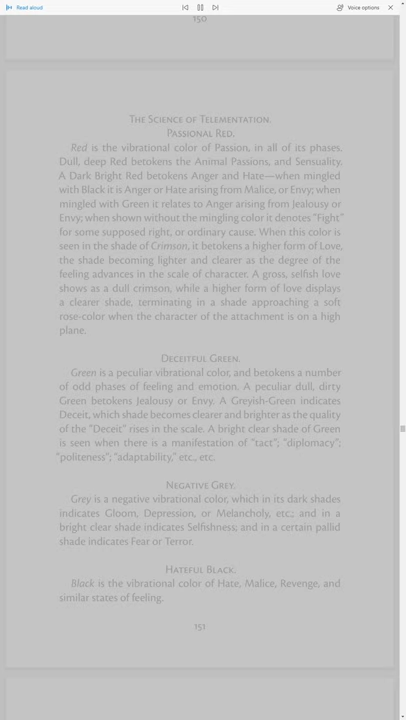 Read aloud
Voice options
150
The Science of Telementation.
Passional Red.
Red is the vibrational color of Passion, in all of its phases.
Dull, deep Red betokens the Animal Passions, and Sensuality.
A Dark Bright Red betokens Anger and Hate—when mingled
with Black it is Anger or Hate arising from Malice, or Envy; when
mingled with Green it relates to Anger arising from Jealousy or
Envy; when shown without the mingling color it denotes "Fight"
for some supposed right, or ordinary cause. When this color is
seen in the shade of Crimson, it betokens a higher form of Love,
the shade becoming lighter and clearer as the degree of the
feeling advances in the scale of character. A gross, selfish love
shows as a dull crimson, while a higher form of love displays
a clearer shade, terminating in a shade approaching a soft
rose-color when the character of the attachment is on a high
plane.
Deceitful Green.
Green is a peculiar vibrational color, and betokens a number
of odd phases of feeling and emotion. A peculiar dull, dirty
Green betokens Jealousy or Envy. A Greyish-Green indicates
Deceit, which shade becomes clearer and brighter as the quality
of the "Deceit" rises in the scale. A bright clear shade of Green
is seen when there is a manifestation of "tact"; "diplomacy";
"politeness"; "adaptability," etc., etc.
Negative Grey.
Grey is a negative vibrational color, which in its dark shades
indicates Gloom, Depression, or Melancholy, etc.; and in a
bright clear shade indicates Selfishness; and in a certain pallid
shade indicates Fear or Terror.
Hateful Black.
Black is the vibrational color of Hate, Malice, Revenge, and
similar states of feeling.
151